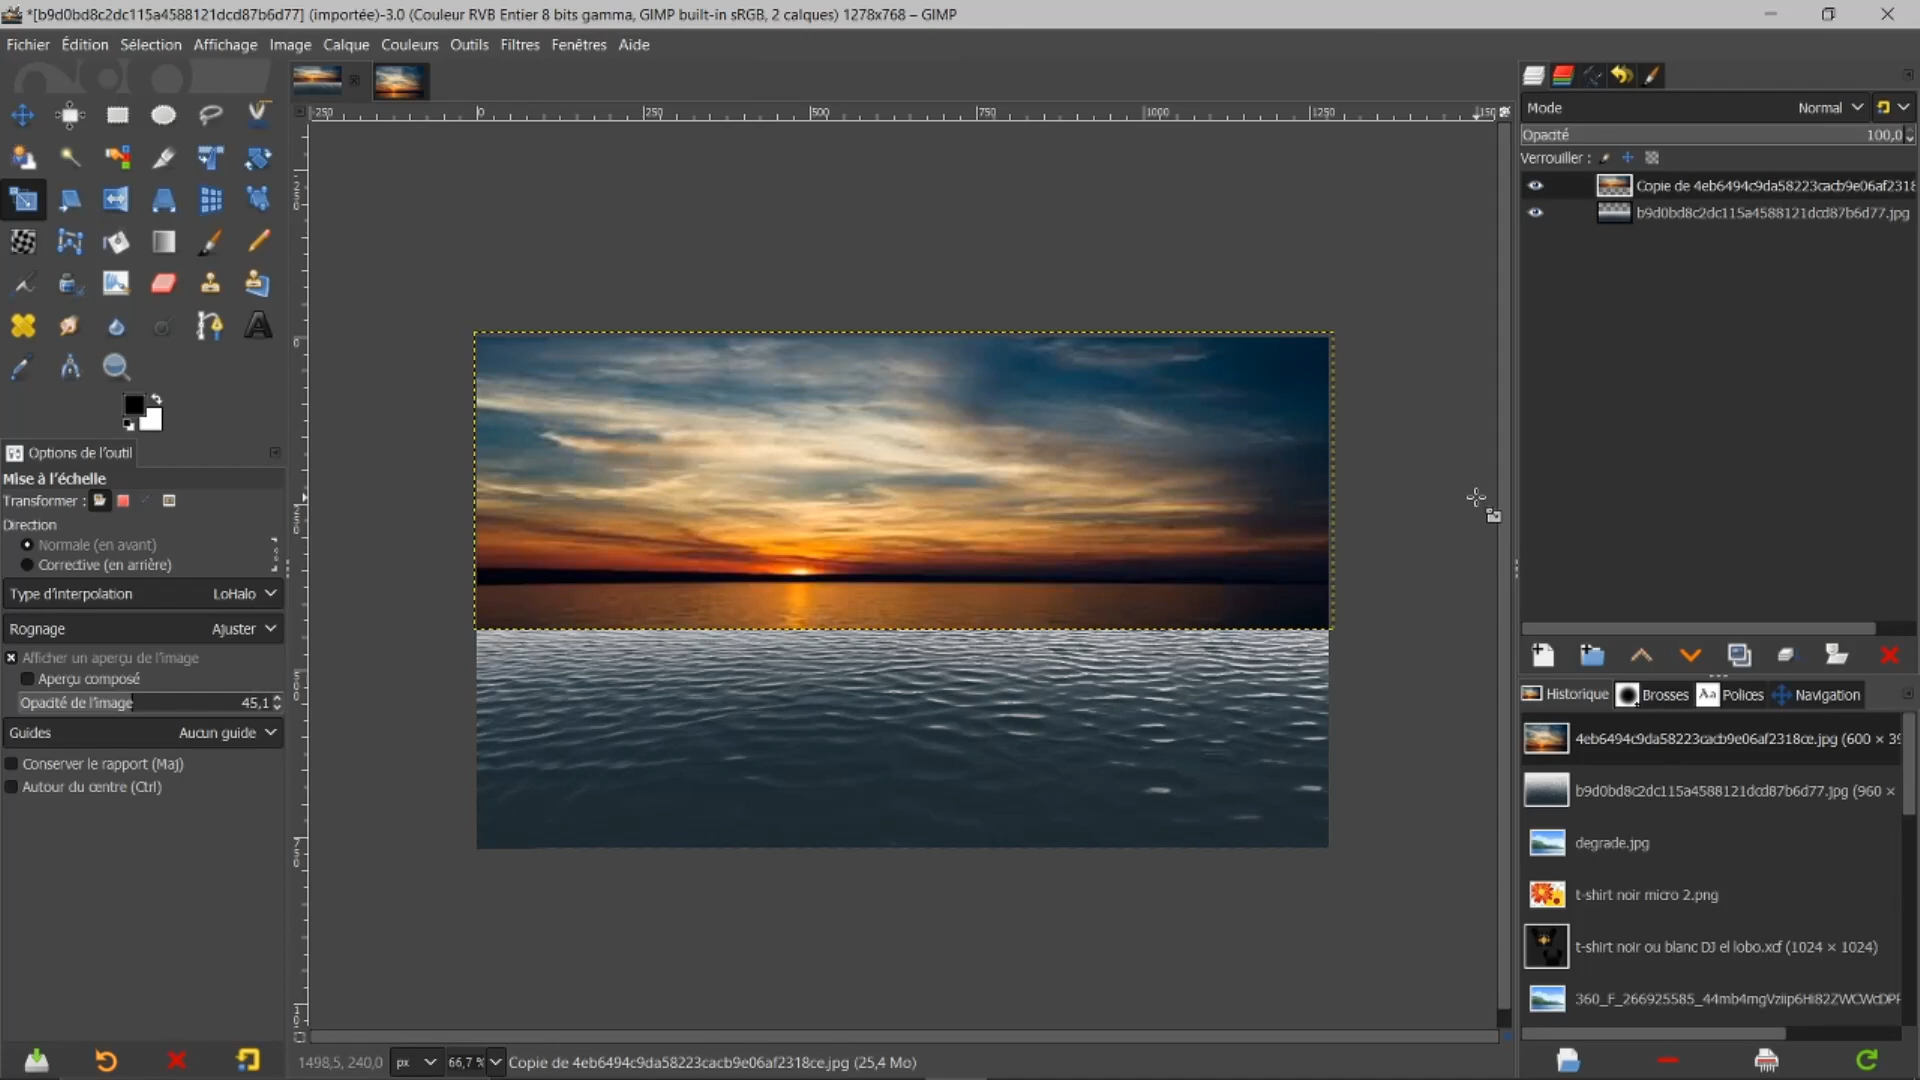 *[b9d0bd8c2dc115a4588121dcd87b6d77] (importée)-3.0 (Couleur RVB Entier 8 bits gamma, GIMP built-in sRGB, 2 calques) 1278x768 – GIMP
Fichier Édition Sélection Affichage Image Calque Couleurs Outils Filtres Fenêtres Aide
-250 0 250 500 750 1000 1250 150
Mode Normal
Opacité 100,0
Verrouiller :
Copie de 4eb6494c9da58223cacb9e06af2318
b9d0bd8c2dc115a4588121dcd87b6d77.jpg
Options de l'outil
Mise à l'échelle
Transformer :
Direction
Normale (en avant)
Corrective (en arrière)
Type d'interpolation LoHalo
Rognage Ajuster
Afficher un aperçu de l'image
Aperçu composé
Opacité de l'image 45,1
Guides Aucun guide
Conserver le rapport (Maj)
Autour du centre (Ctrl)
Historique Brosses Aa Polices Navigation
4eb6494c9da58223cacb9e06af2318ce.jpg (600 × 39
b9d0bd8c2dc115a4588121dcd87b6d77.jpg (960 ×
degrade.jpg
t-shirt noir micro 2.png
t-shirt noir ou blanc DJ el lobo.xcf (1024 × 1024)
1498,5, 240,0 px 66,7 % Copie de 4eb6494c9da58223cacb9e06af2318ce.jpg (25,4 Mo)